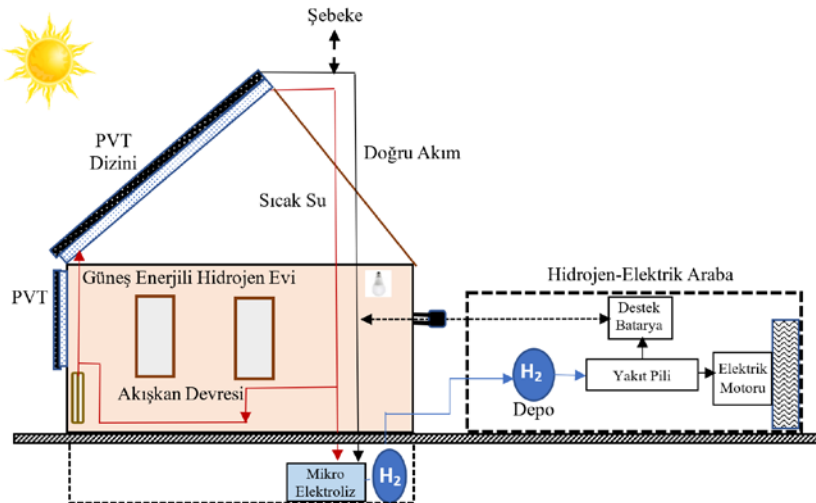 Şebeke
PVT
Dizini
Doğru Akım
Sıcak Su
Güneş Enerjili Hidrojen Evi
PVT
Akışkan Devresi
Hidrojen-Elektrik Araba
Destek
Batarya
H2
Depo
Yakıt Pili
Elektrik
Motoru
Mikro
Elektroliz
H2